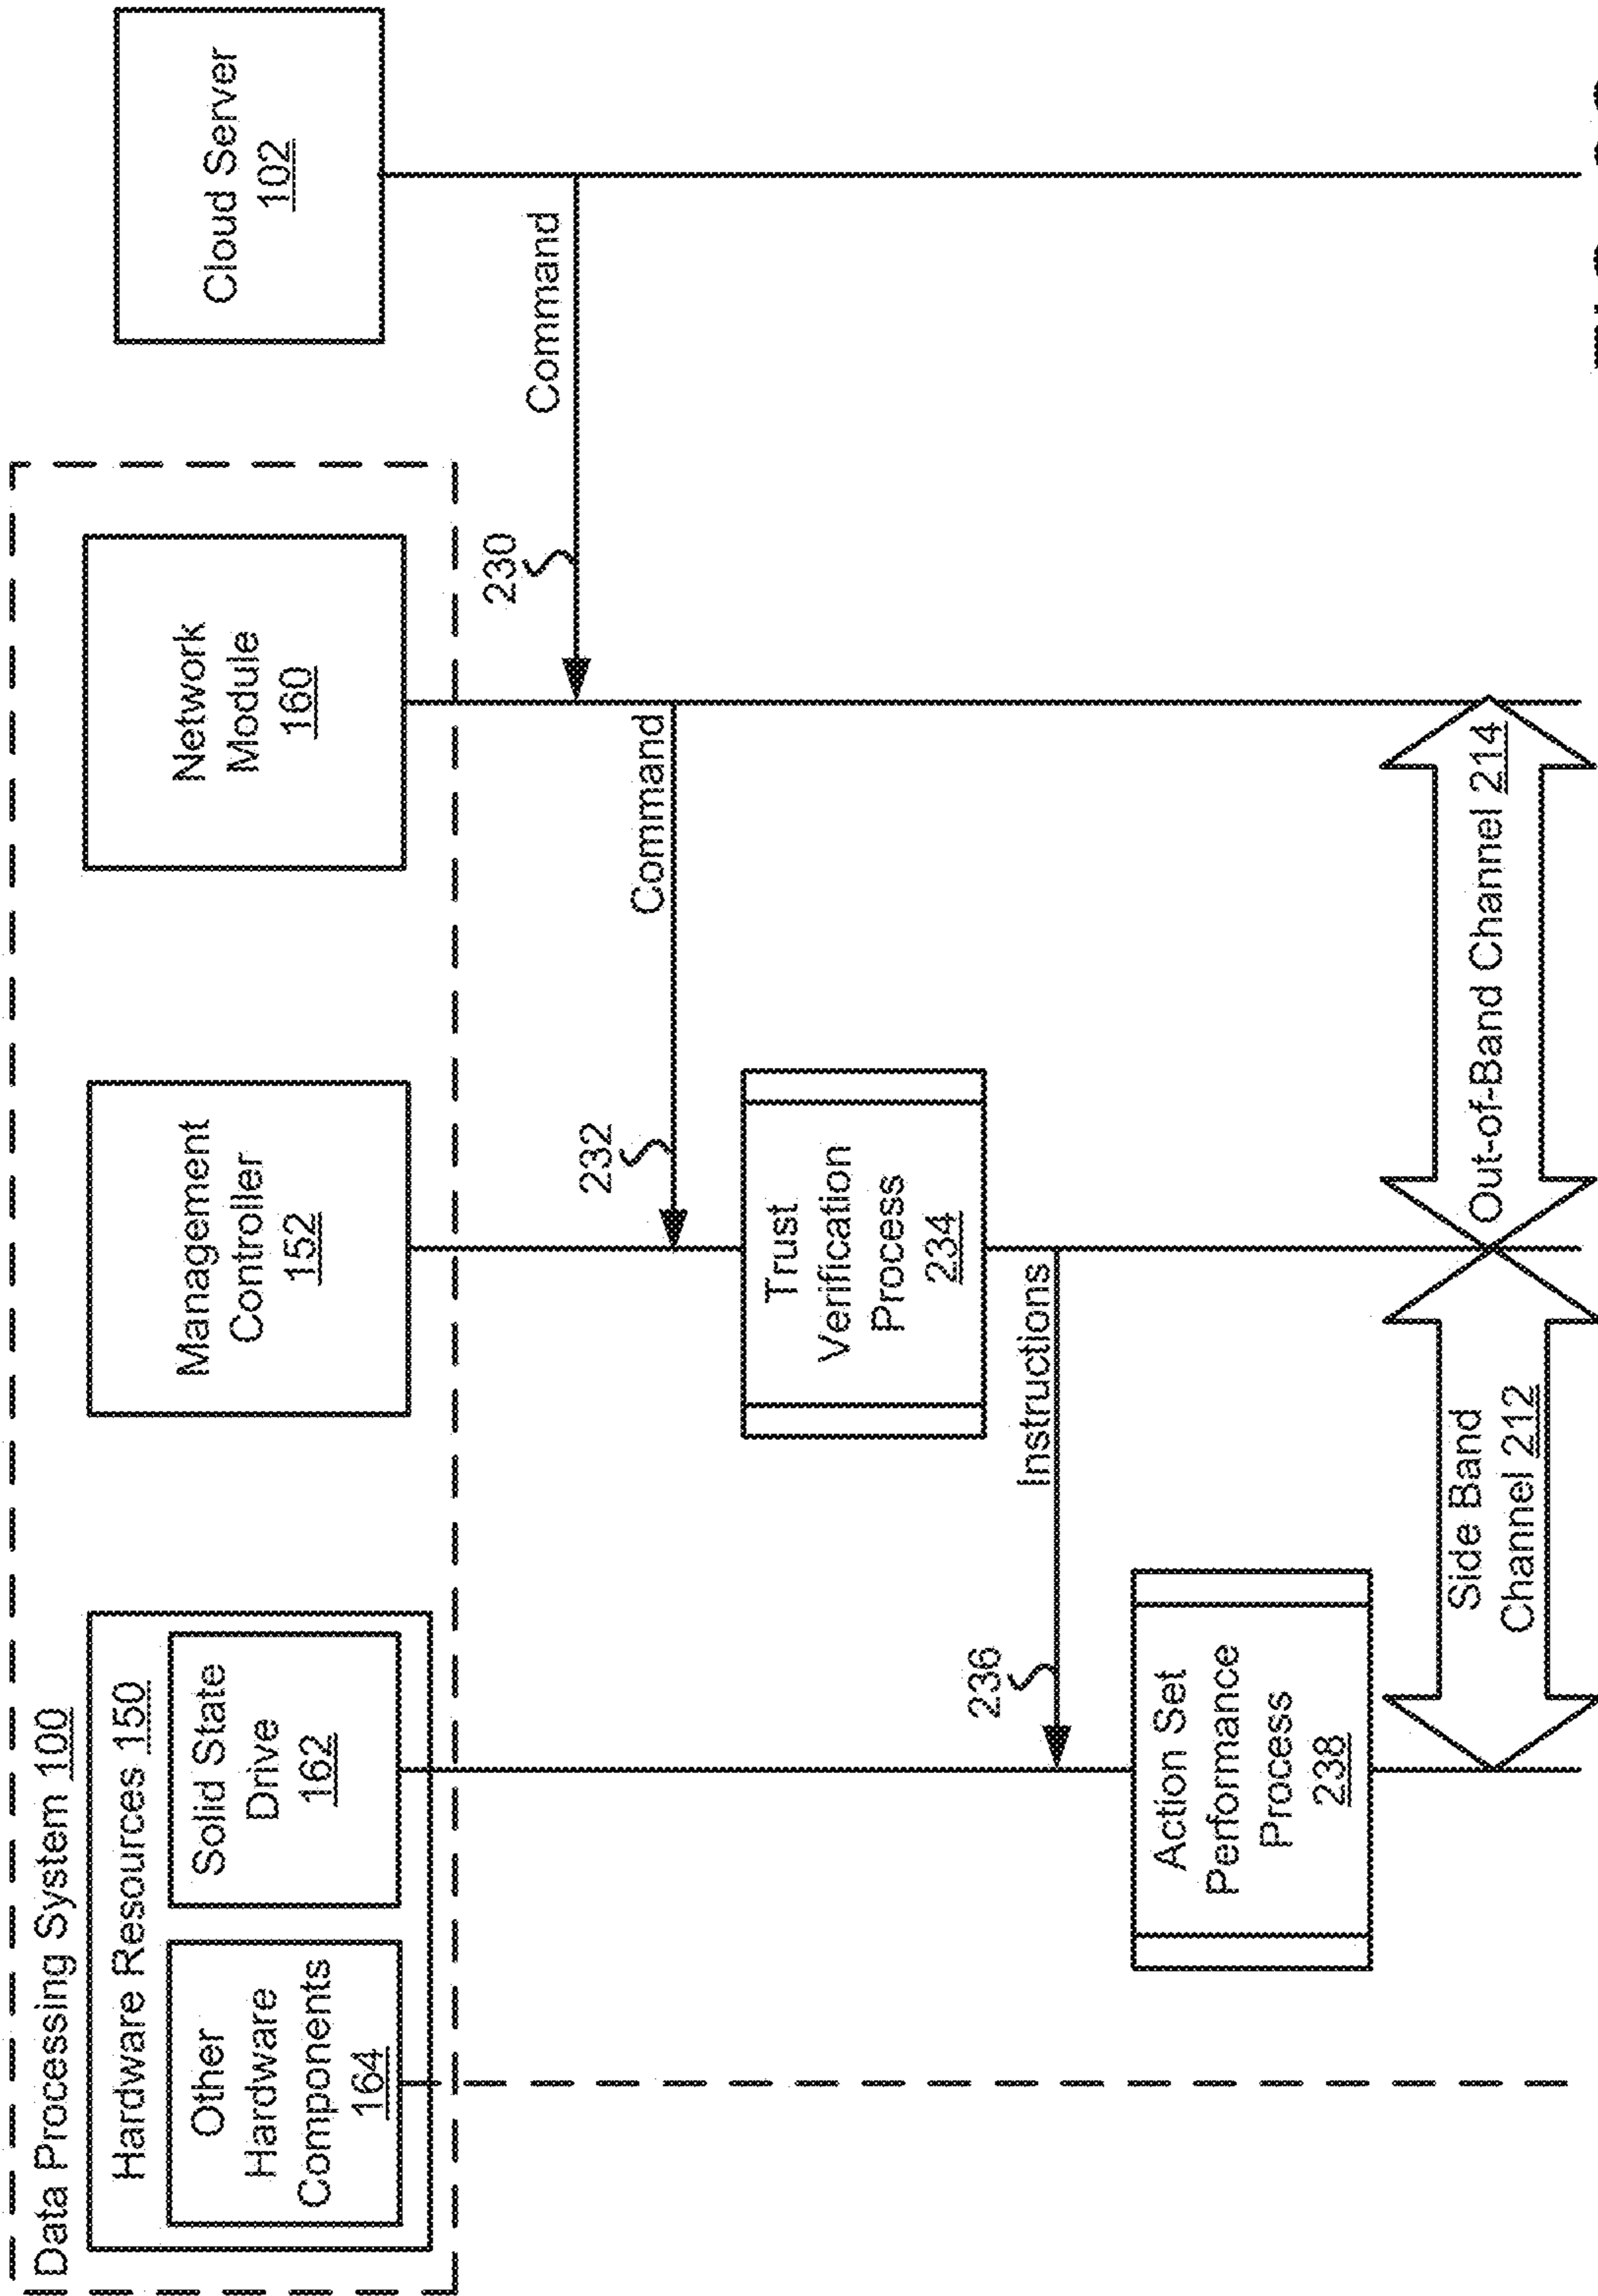 Data Processing System 100
Hardware Resources 150
Other
Hardware
Components
164
Solid State
Drive
162
Management
Controller
152
Network
Module
160
Cloud Server
102
230
Command
232
Command
Trust
Verification
Process
234
236
Instructions
Action Set
Performance
Process
238
Side Band
Channel 212
Out-of-Band Channel 214